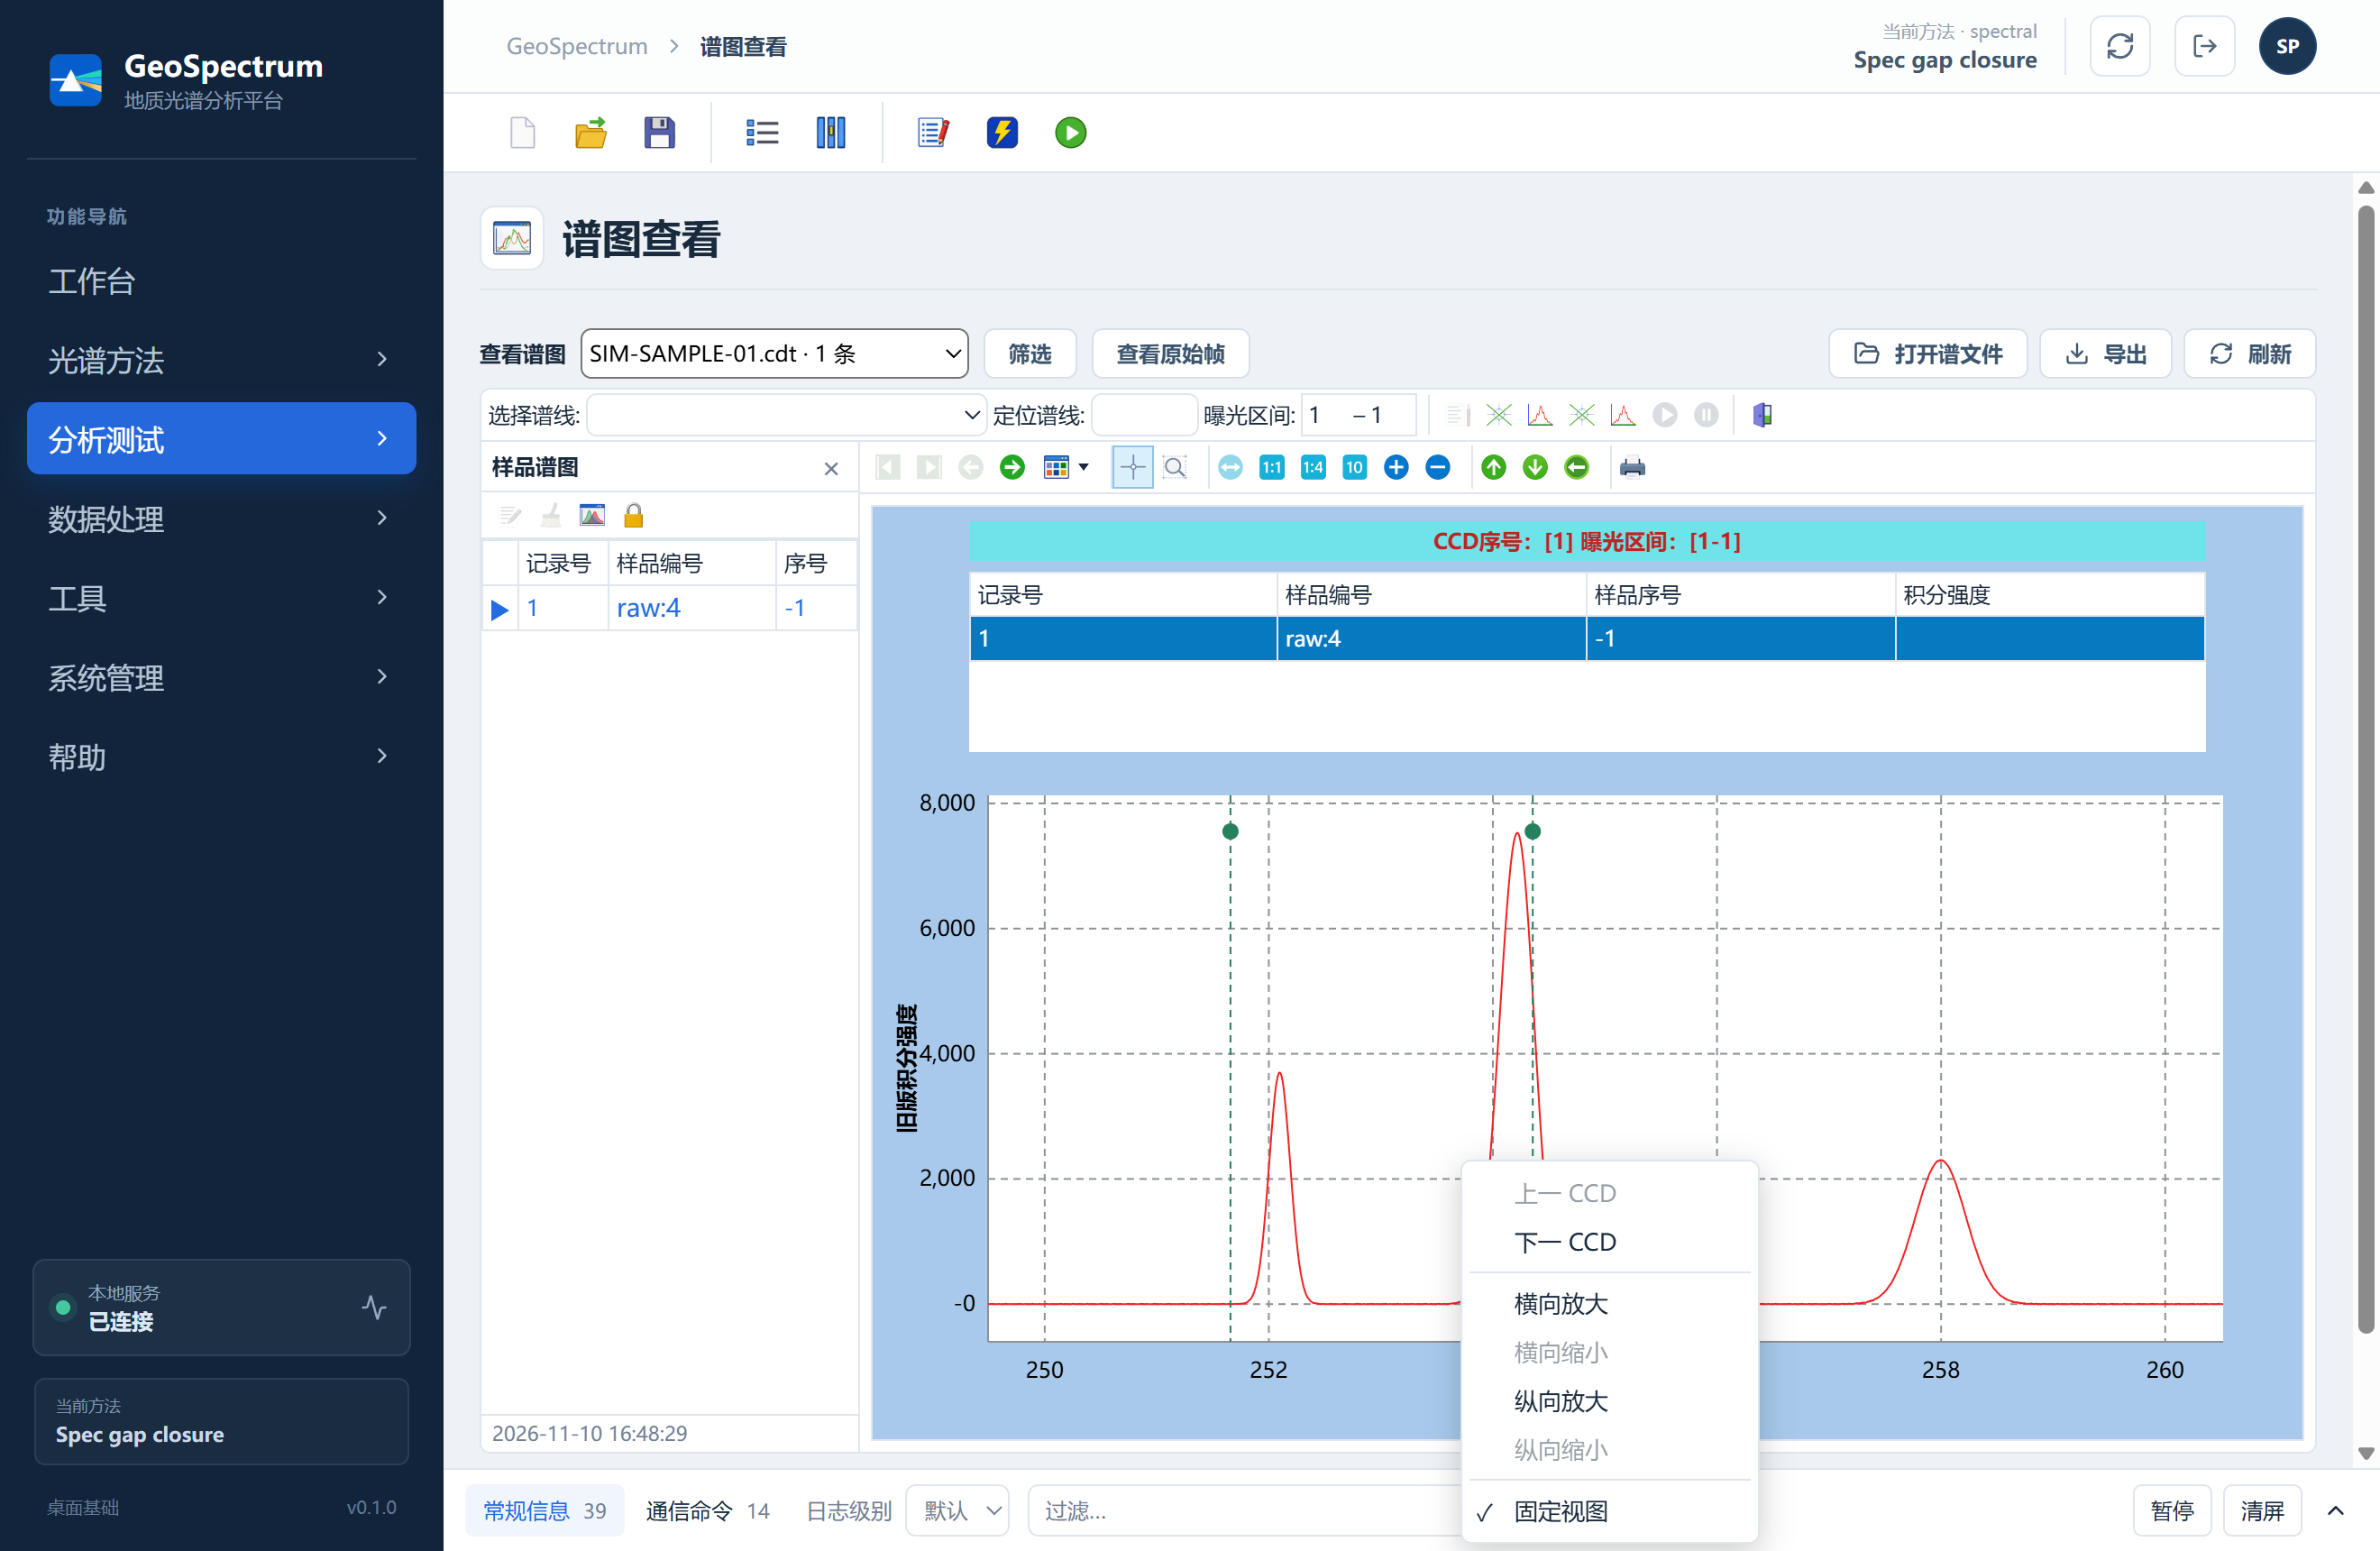 GeoSpectrum
地质光谱分析平台
功能导航
工作台
光谱方法
分析测试
数据处理
工具
系统管理
帮助
本地服务
已连接
当前方法
Spec gap closure
桌面基础 v0.1.0
GeoSpectrum > 谱图查看
当前方法 · spectral
Spec gap closure
SP
谱图查看
查看谱图 SIM-SAMPLE-01.cdt · 1 条 筛选 查看原始帧 打开谱文件 导出 刷新
选择谱线: 定位谱线: 曝光区间: 1 – 1
样品谱图 ×
1:1 1:4 10
记录号 样品编号 序号
1 raw:4 -1
2026-11-10 16:48:29
CCD序号：[1] 曝光区间：[1-1]
记录号 样品编号 样品序号 积分强度
1 raw:4 -1
旧版积分强度
8,000
6,000
4,000
2,000
-0
250 252 258 260
上一 CCD
下一 CCD
横向放大
横向缩小
纵向放大
纵向缩小
✓ 固定视图
常规信息 39 通信命令 14 日志级别 默认 过滤... 暂停 清屏